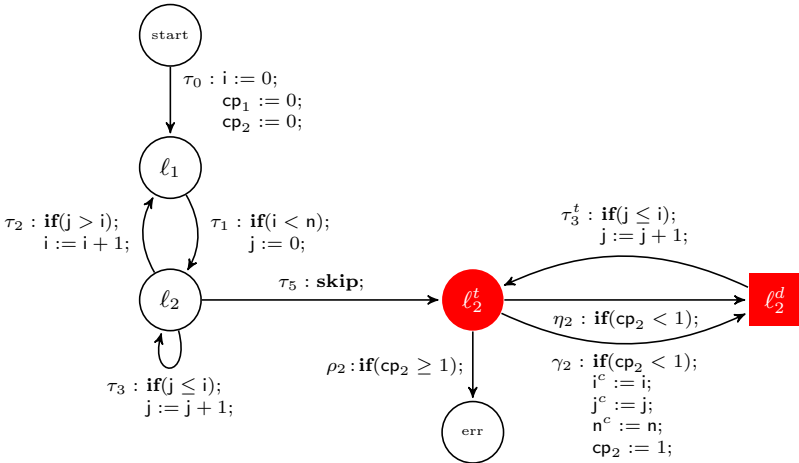 start
τ₀ : i := 0;
cp₁ := 0;
cp₂ := 0;
ℓ₁
τ₂ : if(j > i);
i := i + 1;
τ₁ : if(i < n);
j := 0;
τ₃ᵗ : if(j ≤ i);
j := j + 1;
ℓ₂
τ₅ : skip;
ℓ₂ᵗ
ℓ₂ᵈ
η₂ : if(cp₂ < 1);
τ₃ : if(j ≤ i);
j := j + 1;
ρ₂ : if(cp₂ ≥ 1);
γ₂ : if(cp₂ < 1);
iᶜ := i;
jᶜ := j;
nᶜ := n;
cp₂ := 1;
err